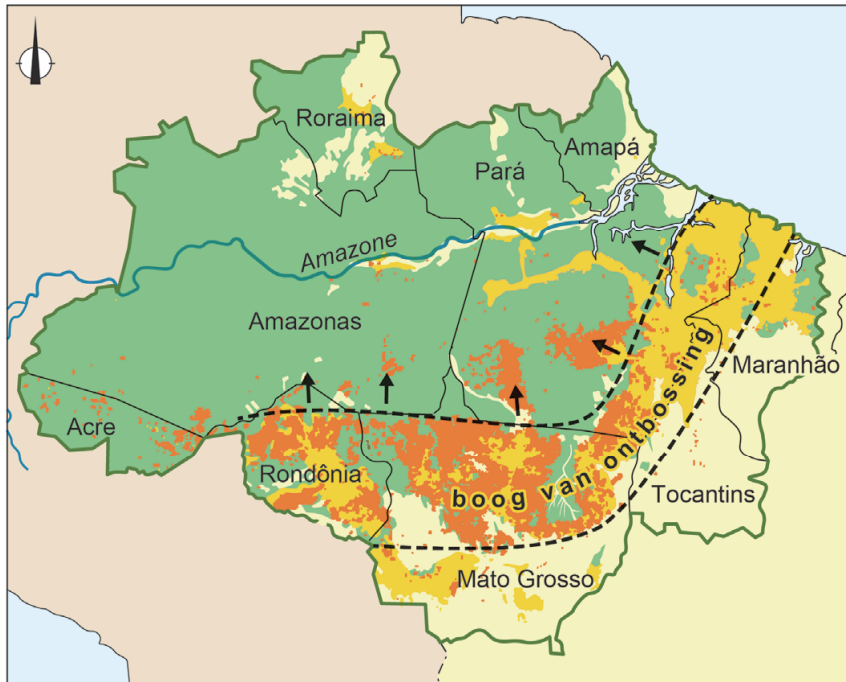 Roraima
Amapá
Pará
Amazone
Amazonas
Maranhão
Acre
Rondônia
boog van ontbossing
Tocantins
Mato Grosso